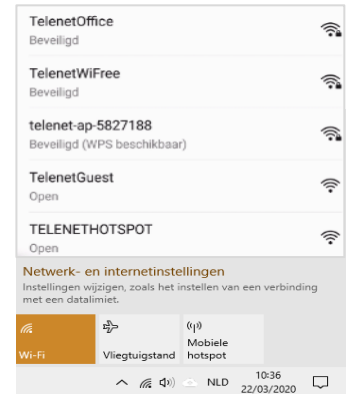 TelenetOffice
Beveiligd
TelenetWiFree
Beveiligd
telenet-ap-5827188
Beveiligd (WPS beschikbaar)
TelenetGuest
Open
TELENETHOTSPOT
Open
Netwerk- en internetinstellingen
Instellingen wijzigen, zoals het instellen van een verbinding
met een datalimiet.
Wi-Fi
Vliegtuigstand
Mobiele
hotspot
NLD
10:36
22/03/2020